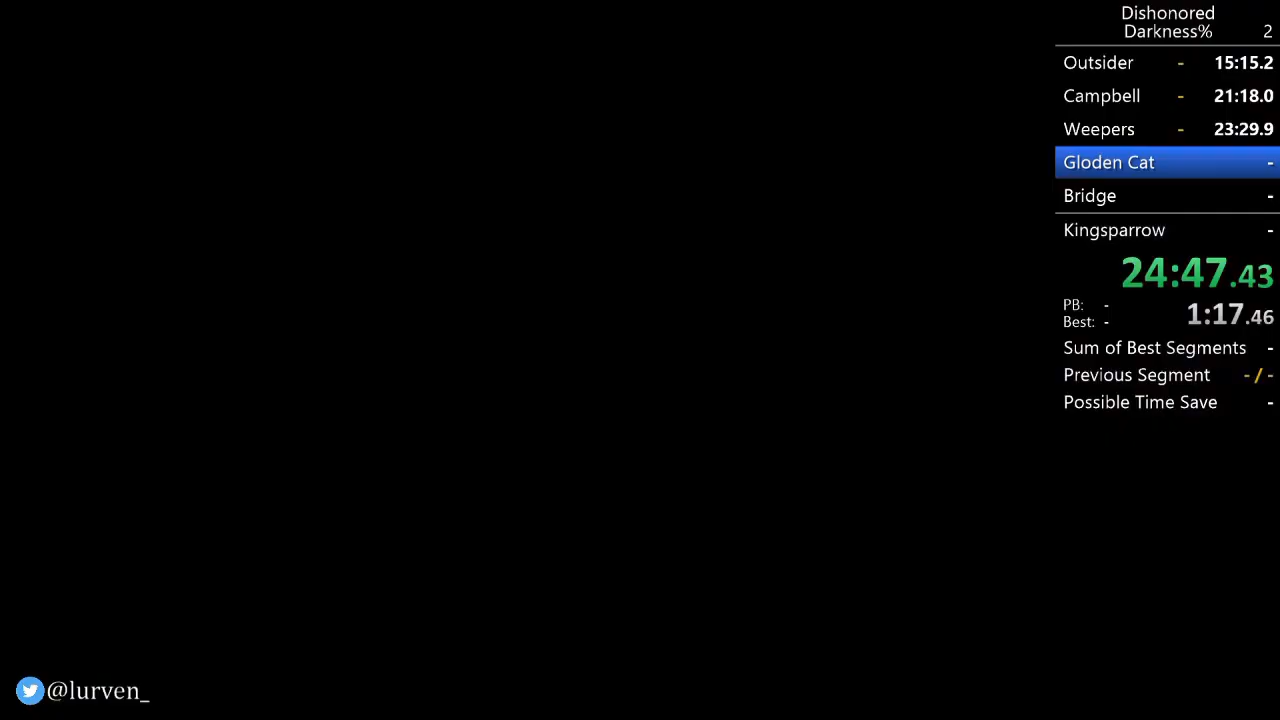 Dishonored
Darkness% 2
Outsider - 15:15.2
Campbell - 21:18.0
Weepers - 23:29.9
Gloden Cat -
Bridge -
Kingsparrow -
24:47.43
PB: -
Best: - 1:17.46
Sum of Best Segments -
Previous Segment - / -
Possible Time Save -
@lurven_